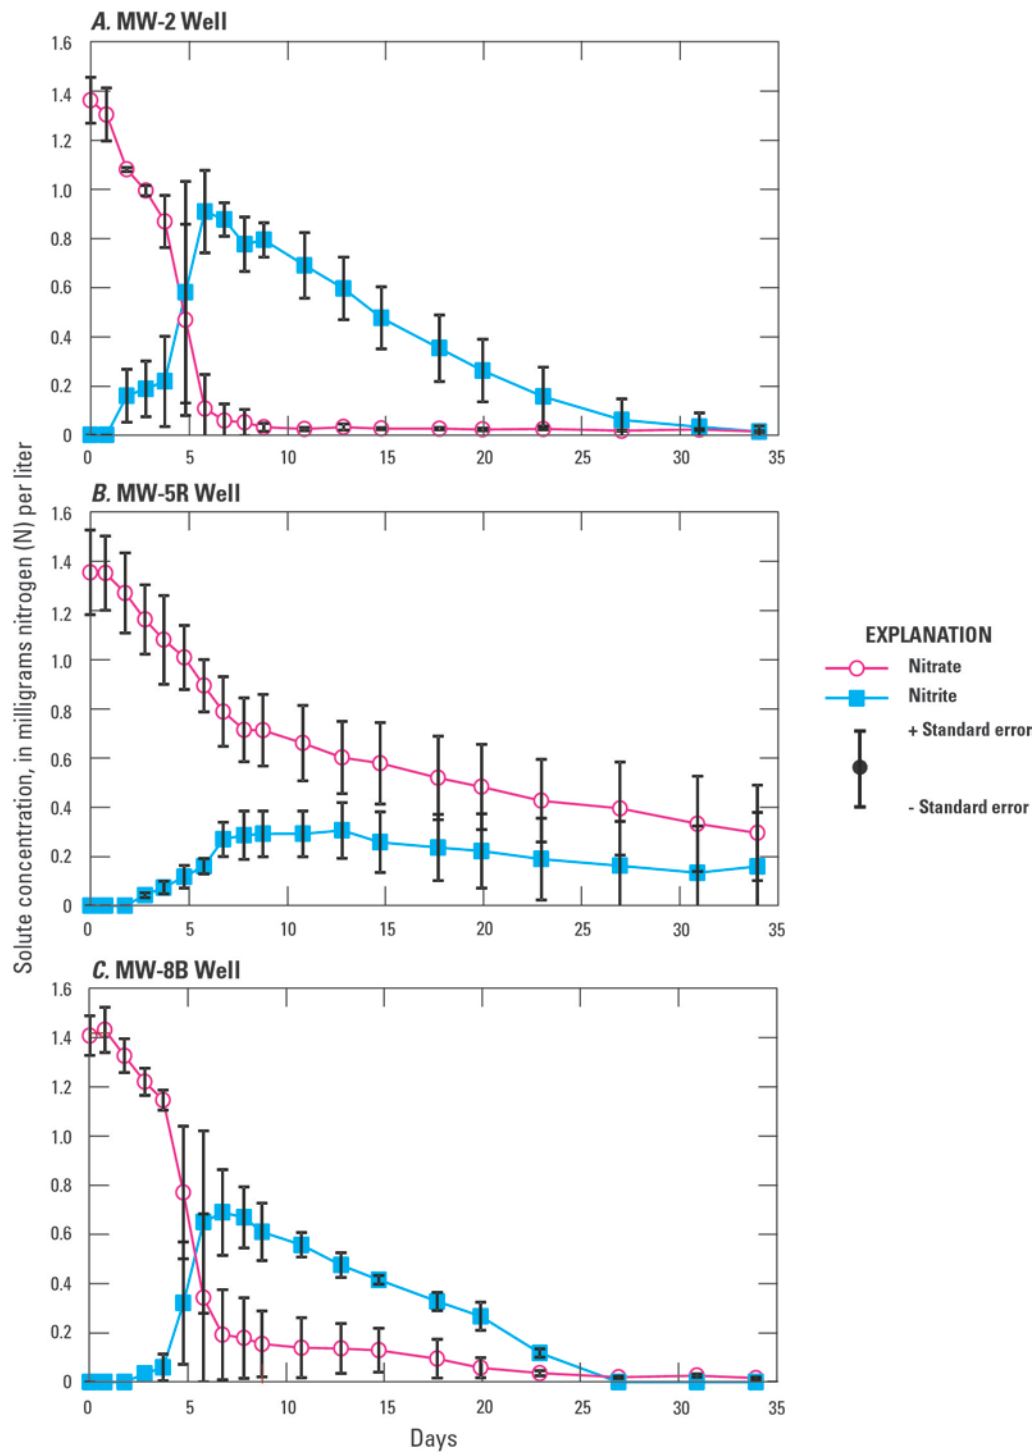 A. MW-2 Well
1.6
1.4
1.2
1.0
0.8
0.6
0.4
0.2
0
0 5 10 15 20 25 30 35
B. MW-5R Well
1.6
1.4
1.2
1.0
0.8
0.6
0.4
0.2
0
0 5 10 15 20 25 30 35
C. MW-8B Well
1.6
1.4
1.2
1.0
0.8
0.6
0.4
0.2
0
0 5 10 15 20 25 30 35
Days
Solute concentration, in milligrams nitrogen (N) per liter
EXPLANATION
Nitrate
Nitrite
+ Standard error
- Standard error